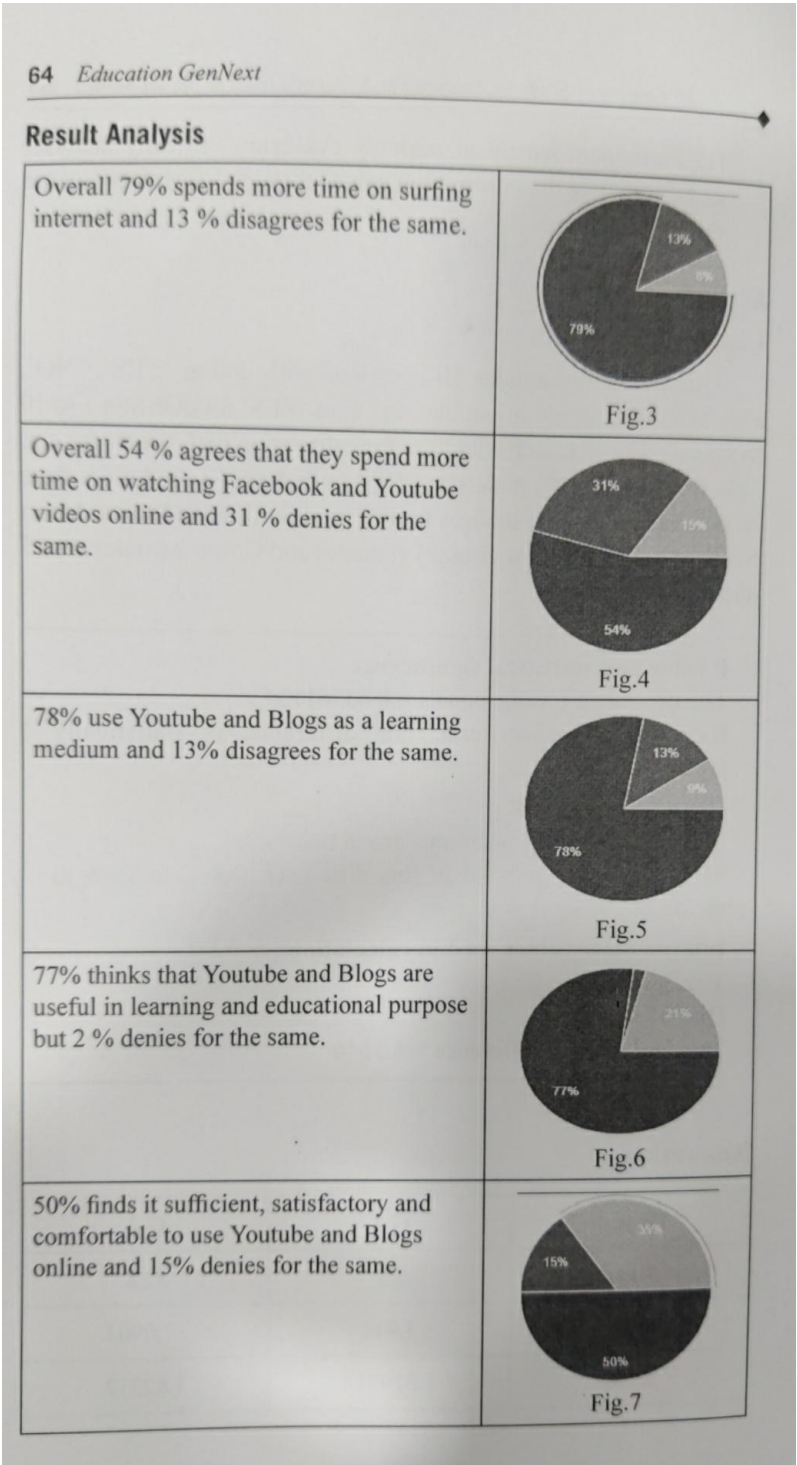 64 Education GenNext
Result Analysis
Overall 79% spends more time on surfing
internet and 13 % disagrees for the same.
13%
8%
79%
Fig.3
Overall 54 % agrees that they spend more
time on watching Facebook and Youtube
videos online and 31 % denies for the
same.
31%
15%
54%
Fig.4
78% use Youtube and Blogs as a learning
medium and 13% disagrees for the same.
13%
9%
78%
Fig.5
77% thinks that Youtube and Blogs are
useful in learning and educational purpose
but 2 % denies for the same.
21%
77%
Fig.6
50% finds it sufficient, satisfactory and
comfortable to use Youtube and Blogs
online and 15% denies for the same.
35%
15%
50%
Fig.7